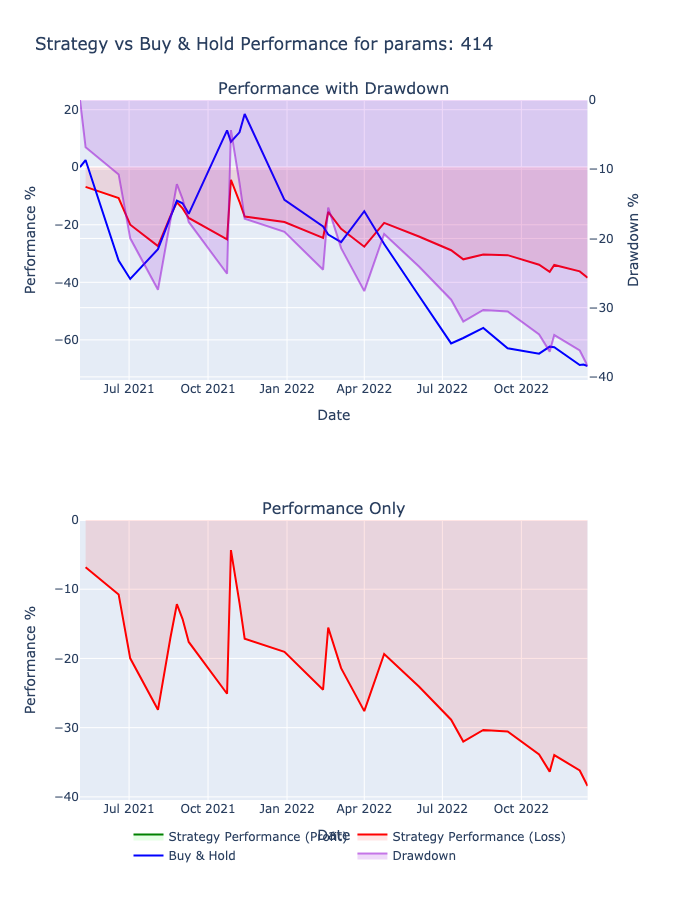 Strategy vs Buy & Hold Performance for params: 414
Performance with Drawdown
20
0
−20
−40
−60
Performance %
0
−10
−20
−30
−40
Drawdown %
Jul 2021 Oct 2021 Jan 2022 Apr 2022 Jul 2022 Oct 2022
Date
Performance Only
0
−10
−20
−30
−40
Performance %
Jul 2021 Oct 2021 Jan 2022 Apr 2022 Jul 2022 Oct 2022
Date
Strategy Performance (Profit) Strategy Performance (Loss)
Buy & Hold Drawdown